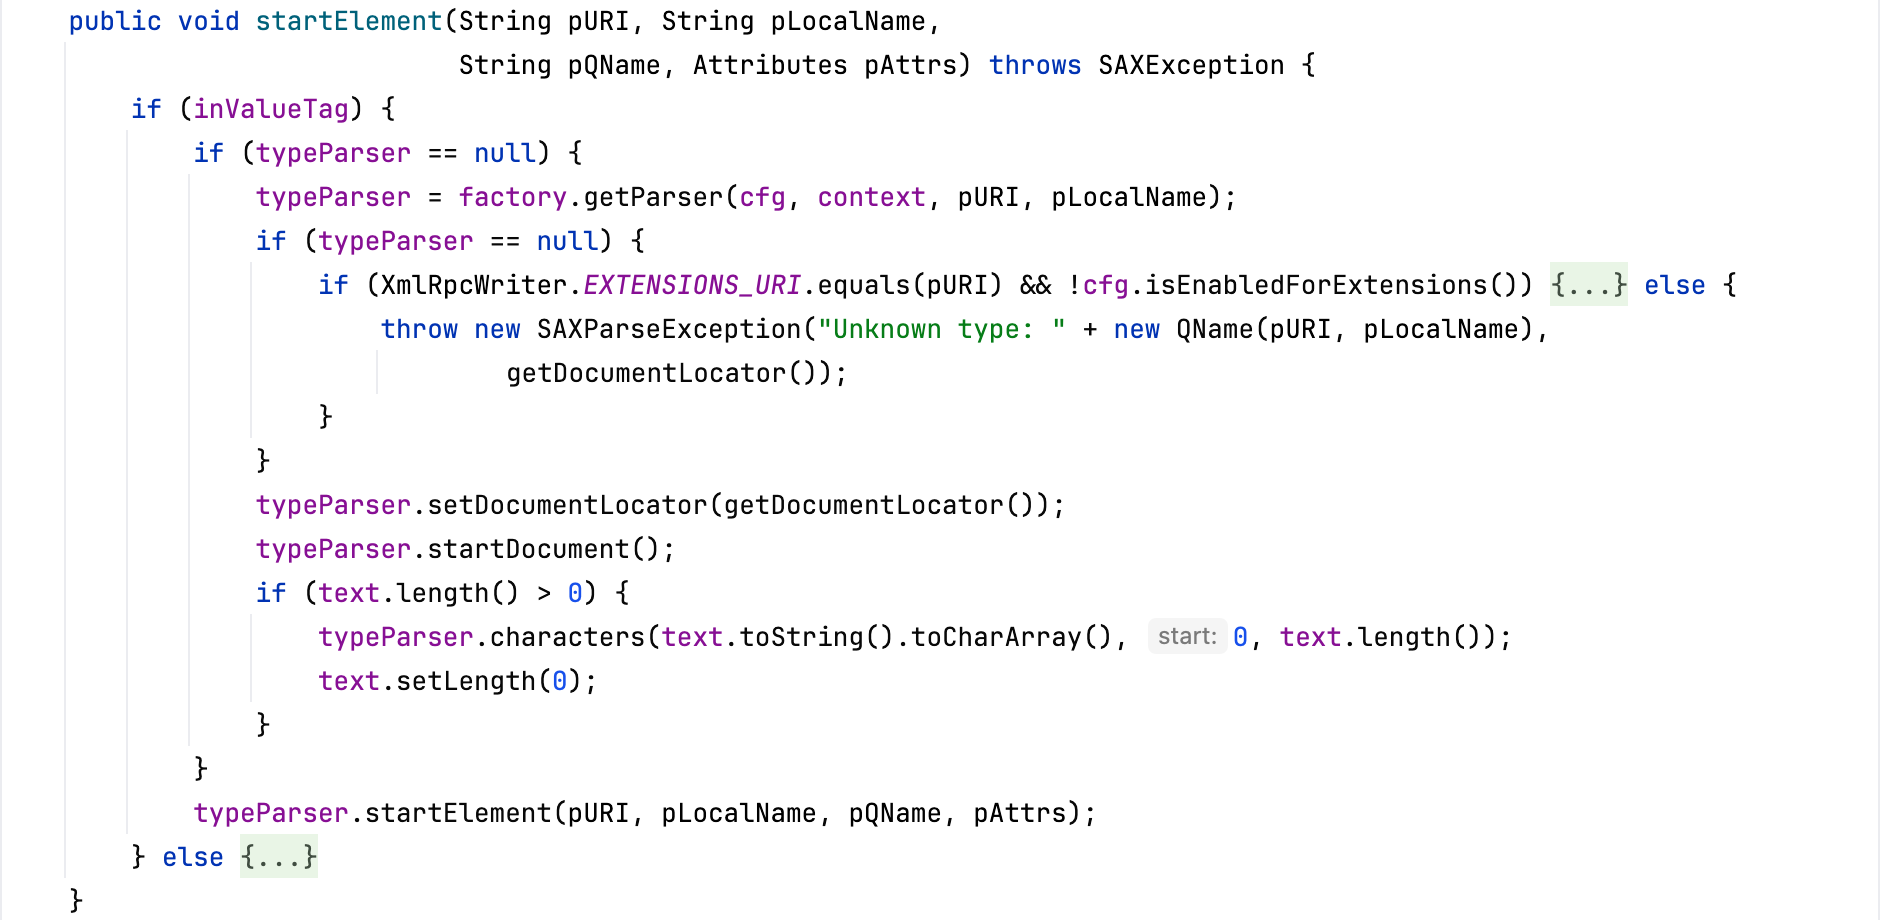 public void startElement(String pURI, String pLocalName,
                         String pQName, Attributes pAttrs) throws SAXException {
    if (inValueTag) {
        if (typeParser == null) {
            typeParser = factory.getParser(cfg, context, pURI, pLocalName);
            if (typeParser == null) {
                if (XmlRpcWriter.EXTENSIONS_URI.equals(pURI) && !cfg.isEnabledForExtensions()) {...} else {
                    throw new SAXParseException("Unknown type: " + new QName(pURI, pLocalName),
                            getDocumentLocator());
                }
            }
            typeParser.setDocumentLocator(getDocumentLocator());
            typeParser.startDocument();
            if (text.length() > 0) {
                typeParser.characters(text.toString().toCharArray(), start: 0, text.length());
                text.setLength(0);
            }
        }
        typeParser.startElement(pURI, pLocalName, pQName, pAttrs);
    } else {...}
}